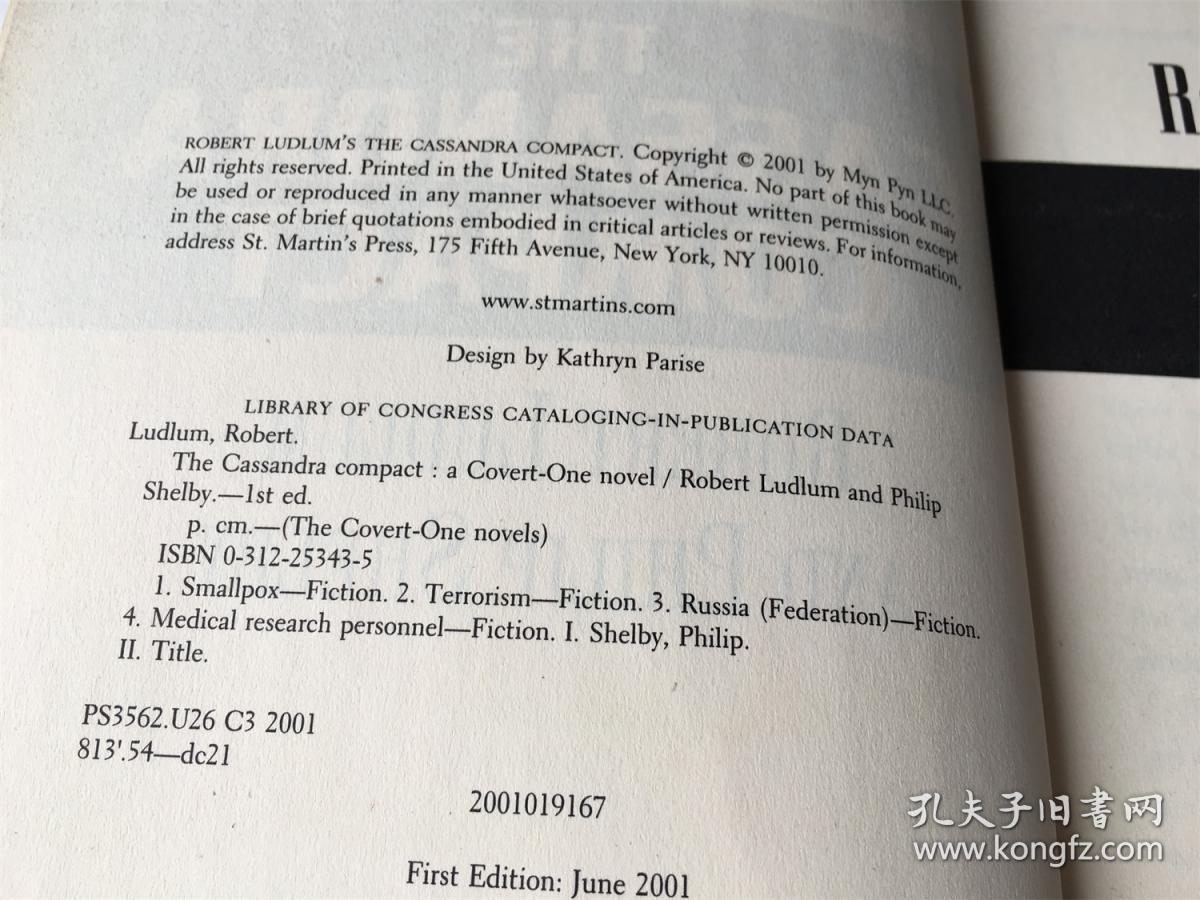 ROBERT LUDLUM'S THE CASSANDRA COMPACT. Copyright © 2001 by Myn Pyn LLC.
All rights reserved. Printed in the United States of America. No part of this book may
be used or reproduced in any manner whatsoever without written permission except
in the case of brief quotations embodied in critical articles or reviews. For information,
address St. Martin's Press, 175 Fifth Avenue, New York, NY 10010.
www.stmartins.com
Design by Kathryn Parise
LIBRARY OF CONGRESS CATALOGING-IN-PUBLICATION DATA
Ludlum, Robert.
The Cassandra compact : a Covert-One novel / Robert Ludlum and Philip
Shelby.—1st ed.
p. cm.—(The Covert-One novels)
ISBN 0-312-25343-5
1. Smallpox—Fiction. 2. Terrorism—Fiction. 3. Russia (Federation)—Fiction.
4. Medical research personnel—Fiction. I. Shelby, Philip.
II. Title.
PS3562.U26 C3 2001
813'.54—dc21
2001019167
First Edition: June 2001
孔夫子旧書网
www.kongfz.com